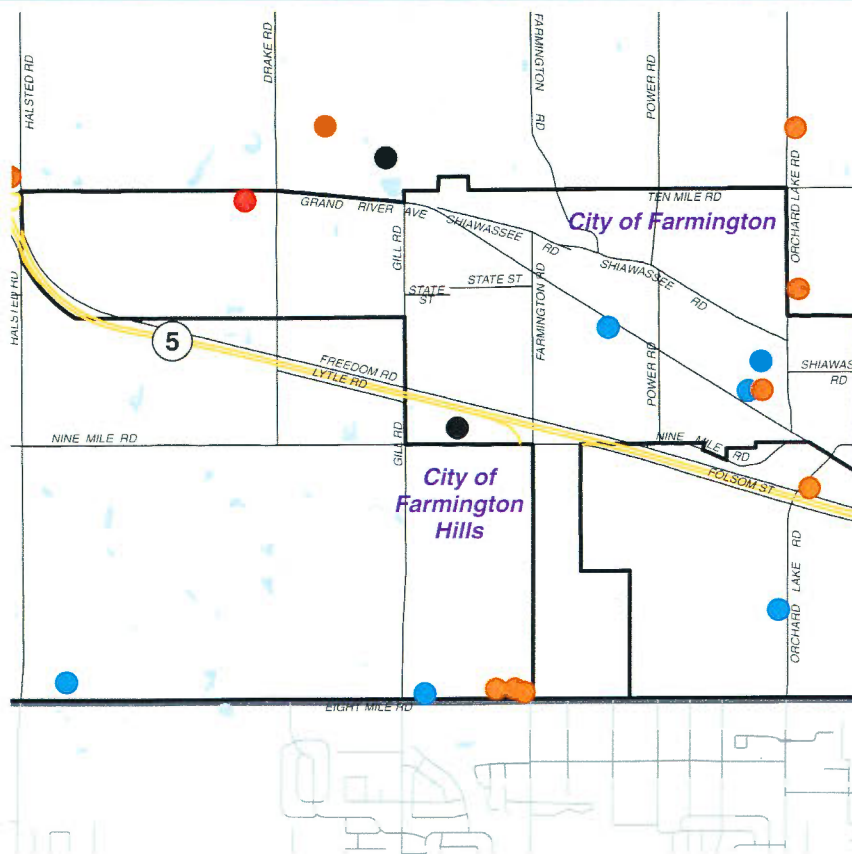 HALSTED RD
DRAKE RD
FARMINGTON RD
POWER RD
ORCHARD LAKE RD
TEN MILE RD
GRAND RIVER AVE
City of Farmington
SHIAWASSEE RD
GILL RD
SHIAWASSEE RD
STATE ST
STATE
ST
HALSTED RD
FARMINGTON RD
5
FREEDOM RD
LYTLE RD
POWER RD
SHIAWAS
RD
NINE MILE RD
GILL RD
NINE MILE RD
City of
Farmington
Hills
FOLSOM ST
ORCHARD LAKE RD
EIGHT MILE RD